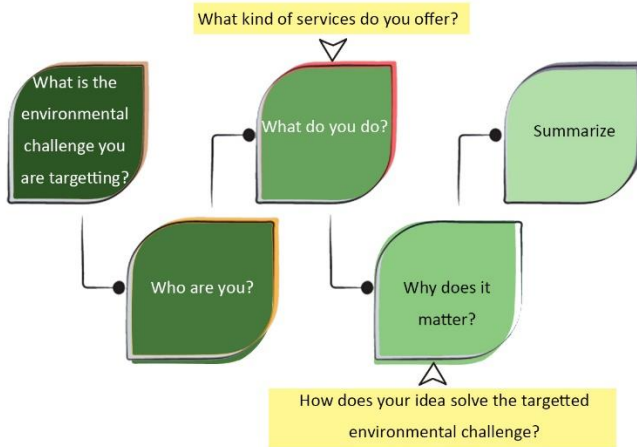 What kind of services do you offer?
What is the
environmental
challenge you
are targetting?
What do you do?
Summarize
Who are you?
Why does it
matter?
How does your idea solve the targetted
environmental challenge?